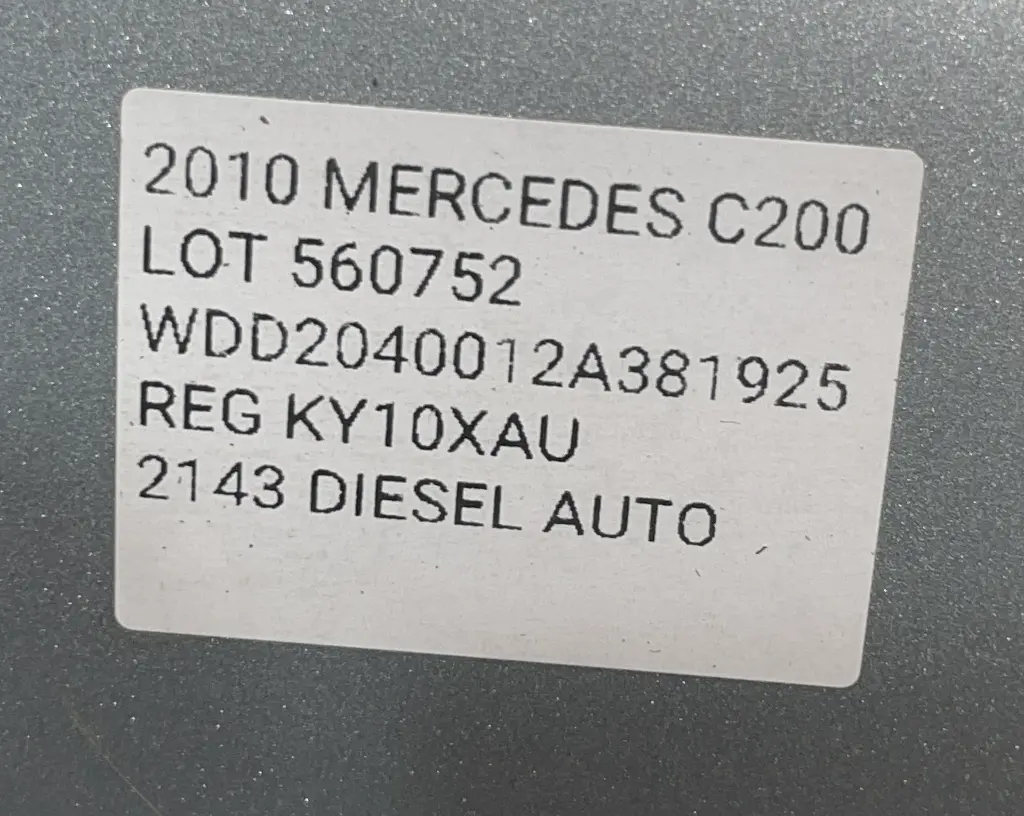 2010 MERCEDES C200
LOT 560752
WDD2040012A381925
REG KY10XAU
2143 DIESEL AUTO